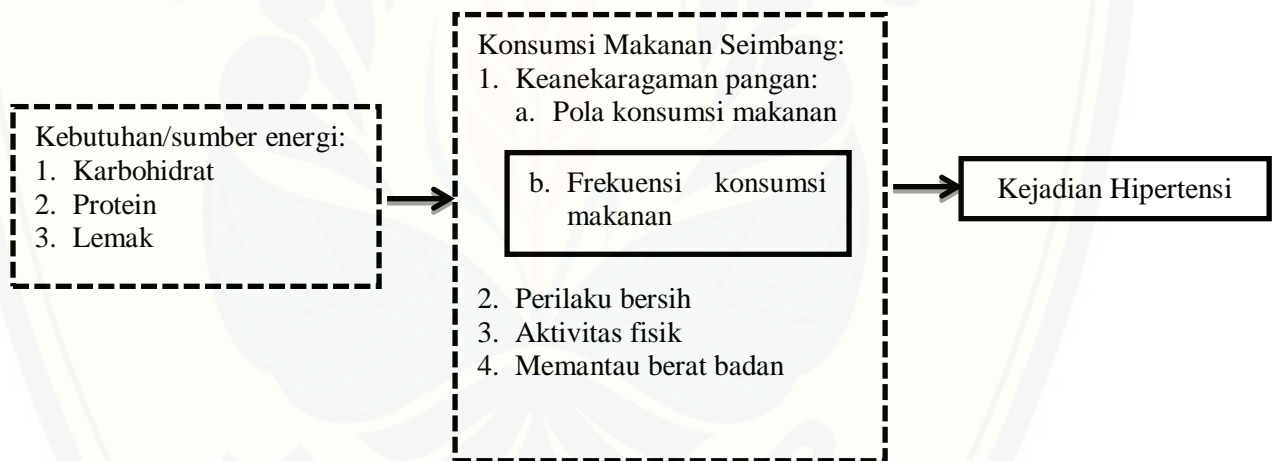 Kebutuhan/sumber energi:
1. Karbohidrat
2. Protein
3. Lemak
Konsumsi Makanan Seimbang:
1. Keanekaragaman pangan:
a. Pola konsumsi makanan
b. Frekuensi konsumsi
makanan
2. Perilaku bersih
3. Aktivitas fisik
4. Memantau berat badan
Kejadian Hipertensi